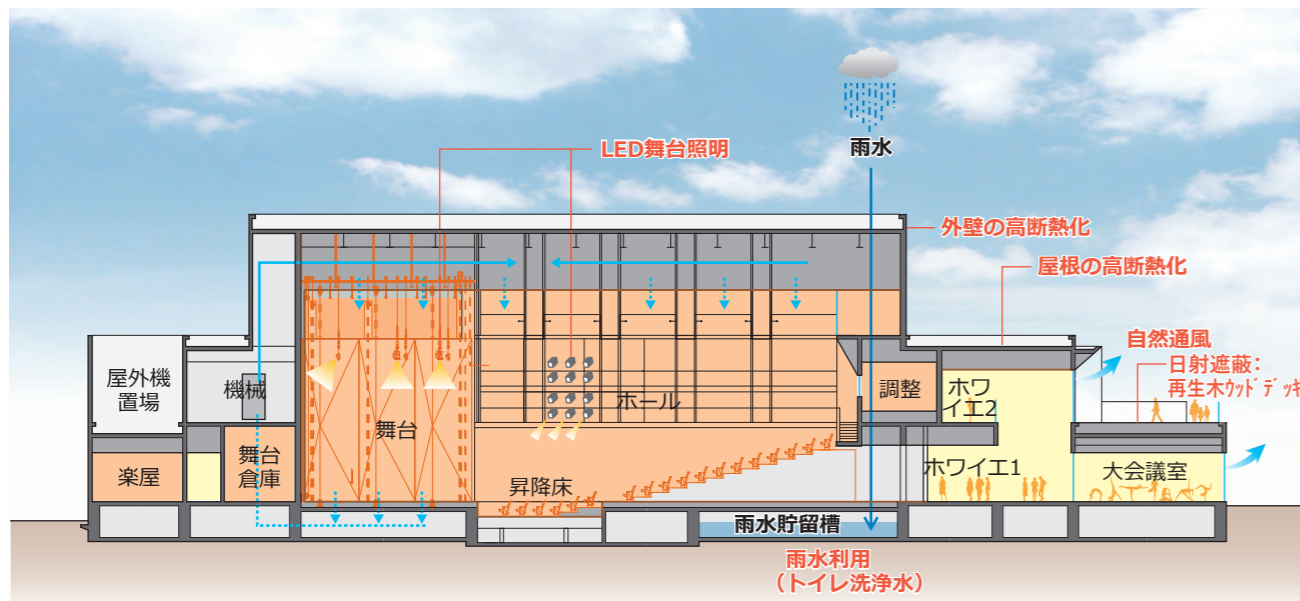 LED舞台照明
雨水
外壁の高断熱化
屋根の高断熱化
自然通風
日射遮蔽：
再生木ウッドデッキ
屋外機
置場
機械
舞台
ホール
調整
ホワ
イエ2
楽屋
舞台
倉庫
昇降床
ホワイエ1
大会議室
雨水貯留槽
雨水利用
（トイレ洗浄水）